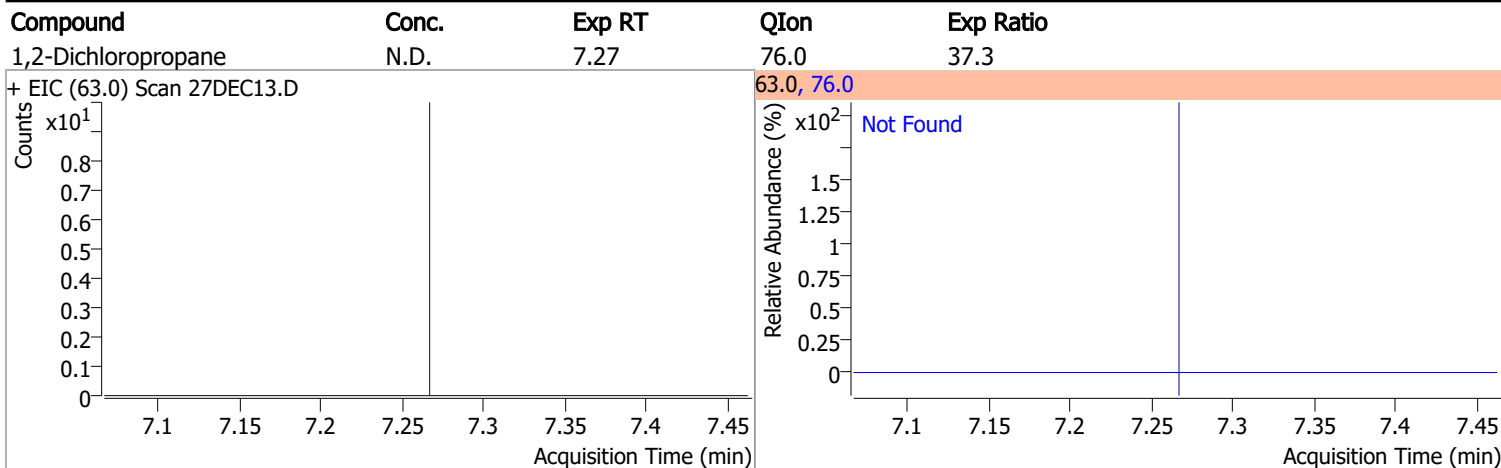 Compound Conc. Exp RT QIon Exp Ratio
1,2-Dichloropropane N.D. 7.27 76.0 37.3
+ EIC (63.0) Scan 27DEC13.D
Counts
x10¹
0.8
0.7
0.6
0.5
0.4
0.3
0.2
0.1
0
7.1 7.15 7.2 7.25 7.3 7.35 7.4 7.45
Acquisition Time (min)
63.0, 76.0
Relative Abundance (%)
x10²
Not Found
1.5
1.25
1
0.75
0.5
0.25
0
7.1 7.15 7.2 7.25 7.3 7.35 7.4 7.45
Acquisition Time (min)